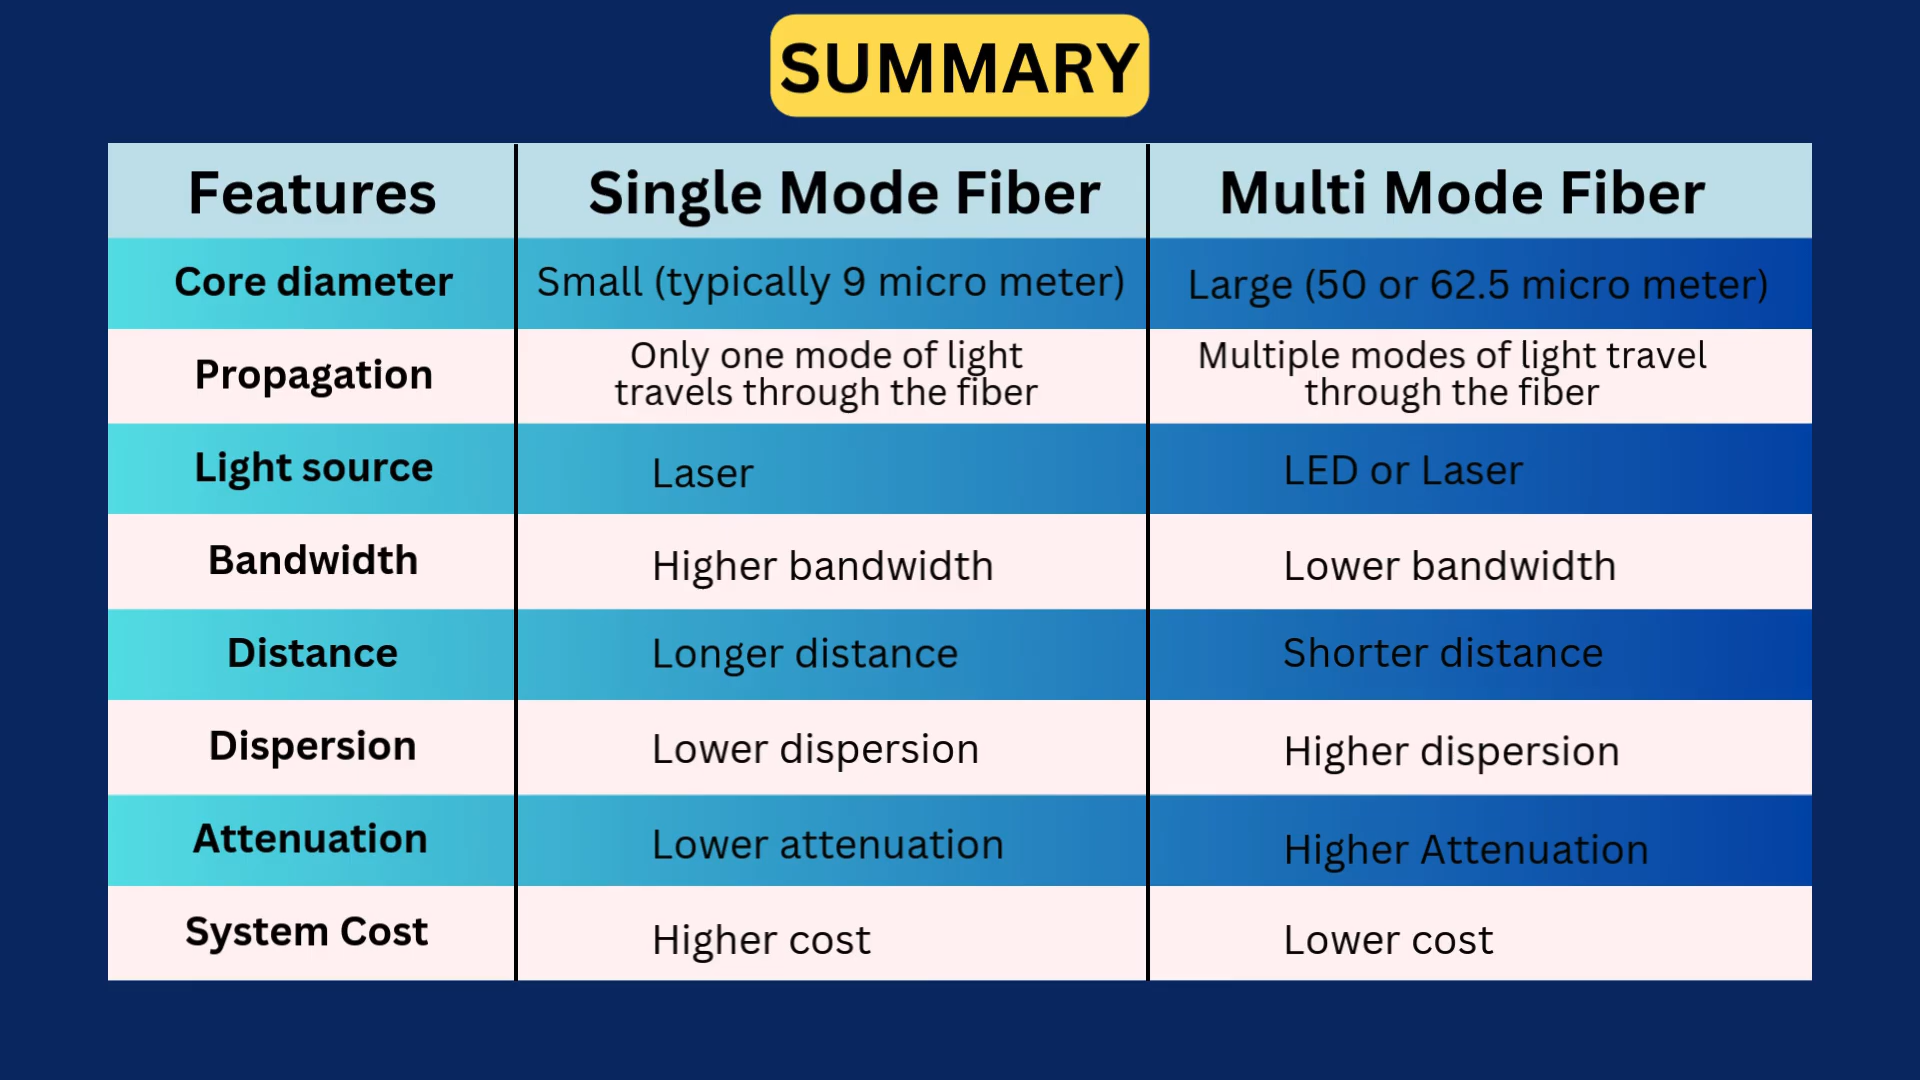 SUMMARY
Features Single Mode Fiber Multi Mode Fiber
Core diameter Small (typically 9 micro meter) Large (50 or 62.5 micro meter)
Propagation
Only one mode of light
travels through the fiber
Multiple modes of light travel
through the fiber
Light source Laser LED or Laser
Bandwidth Higher bandwidth Lower bandwidth
Distance Longer distance Shorter distance
Dispersion Lower dispersion Higher dispersion
Attenuation Lower attenuation Higher Attenuation
System Cost Higher cost Lower cost